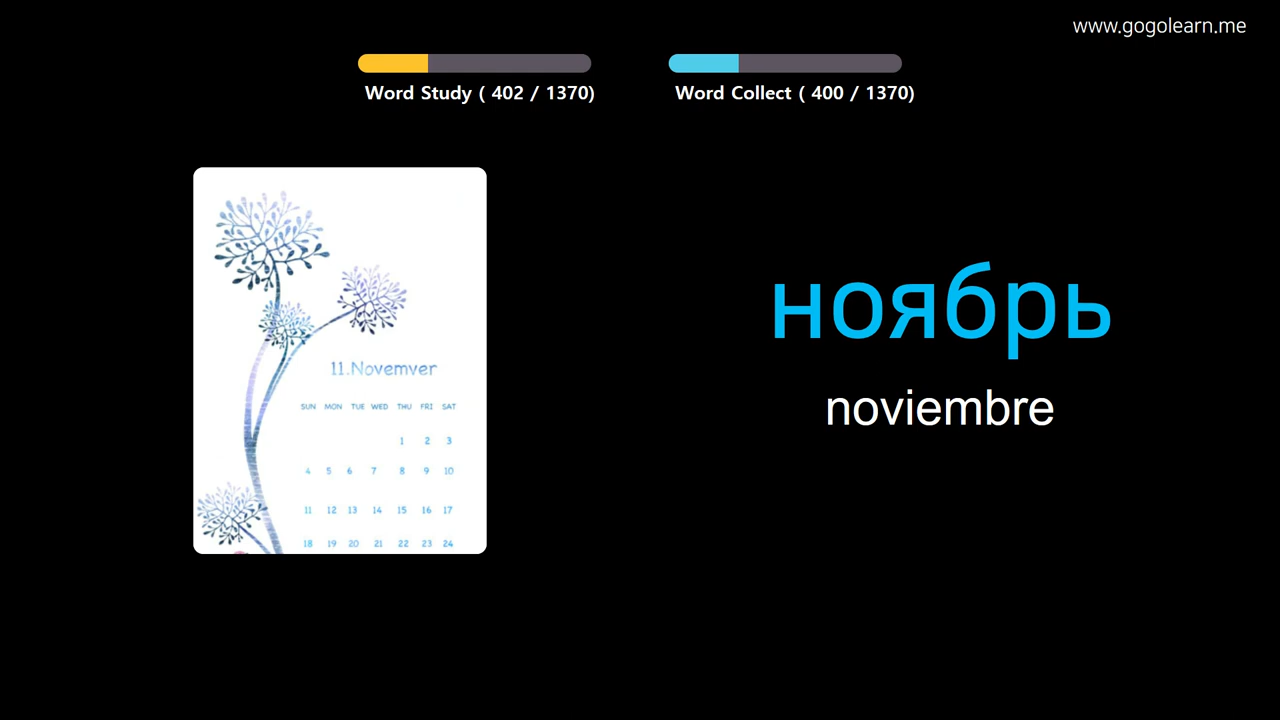 www.gogolearn.me
Word Study ( 402 / 1370)
Word Collect ( 400 / 1370)
11.Novemver
SUN MON TUE WED THU FRI SAT
1 2 3
4 5 6 7 8 9 10
11 12 13 14 15 16 17
18 19 20 21 22 23 24
ноябрь
noviembre